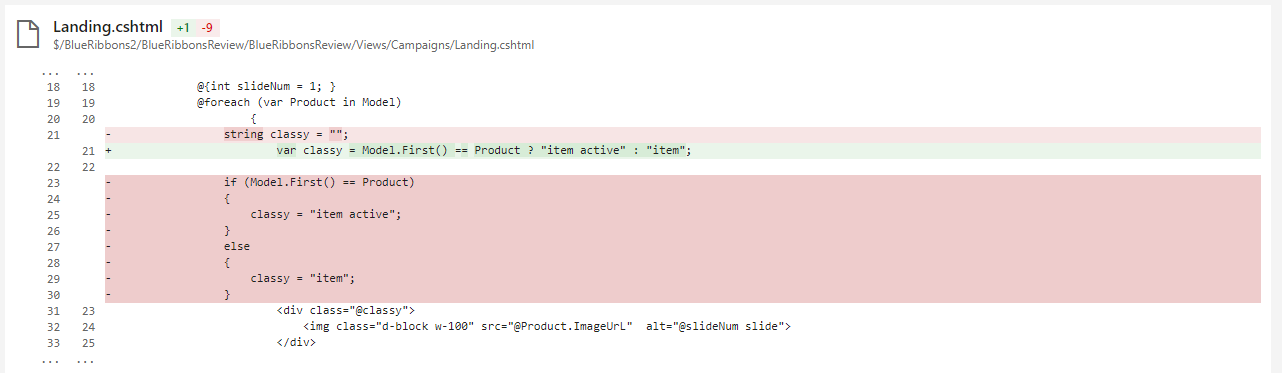 Landing.cshtml +1 -9
$/BlueRibbons2/BlueRibbonsReview/BlueRibbonsReview/Views/Campaigns/Landing.cshtml
... ...
18 18 @{int slideNum = 1; }
19 19 @foreach (var Product in Model)
20 20 {
21 - string classy = "";
21 + var classy = Model.First() == Product ? "item active" : "item";
22 22
23 - if (Model.First() == Product)
24 - {
25 - classy = "item active";
26 - }
27 - else
28 - {
29 - classy = "item";
30 - }
31 23 <div class="@classy">
32 24 <img class="d-block w-100" src="@Product.ImageUrL" alt="@slideNum slide">
33 25 </div>
... ...